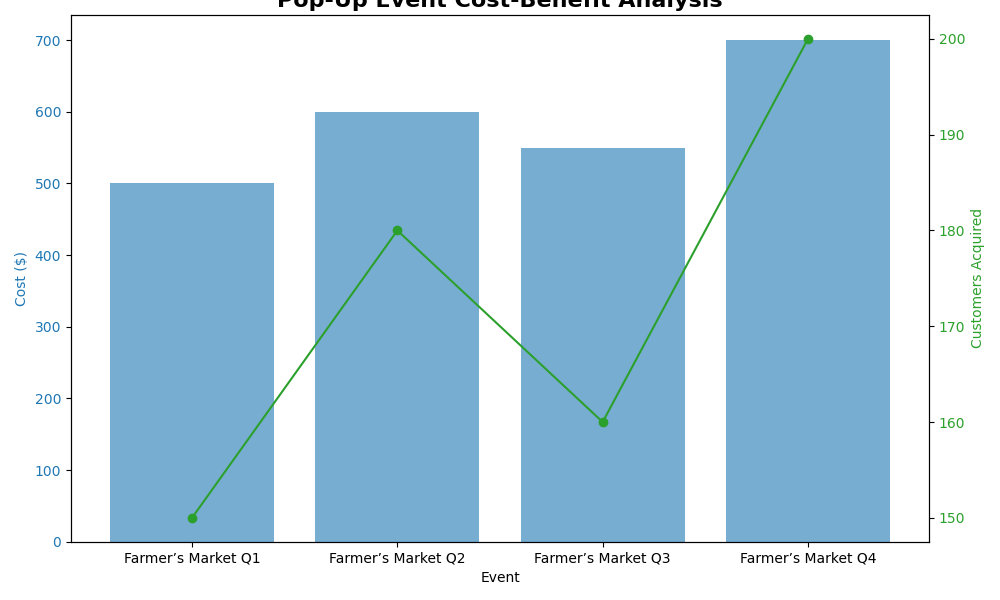 Pop-Up Event Cost-Benefit Analysis
700
600
500
400
300
200
100
0
Cost ($)
200
190
180
170
160
150
Customers Acquired
Farmer’s Market Q1
Farmer’s Market Q2
Farmer’s Market Q3
Farmer’s Market Q4
Event